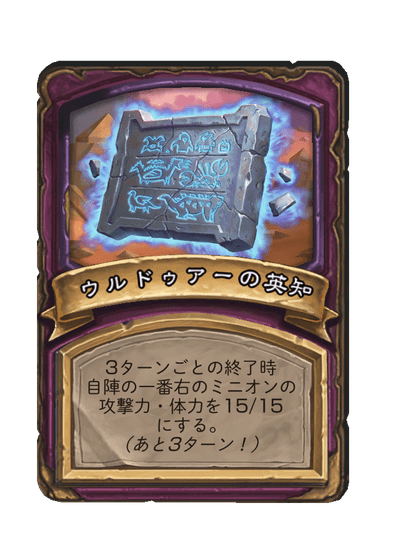 ウルドゥアーの英知
3ターンごとの終了時
自陣の一番右のミニオンの
攻撃力・体力を15/15
にする。
(あと3ターン!)